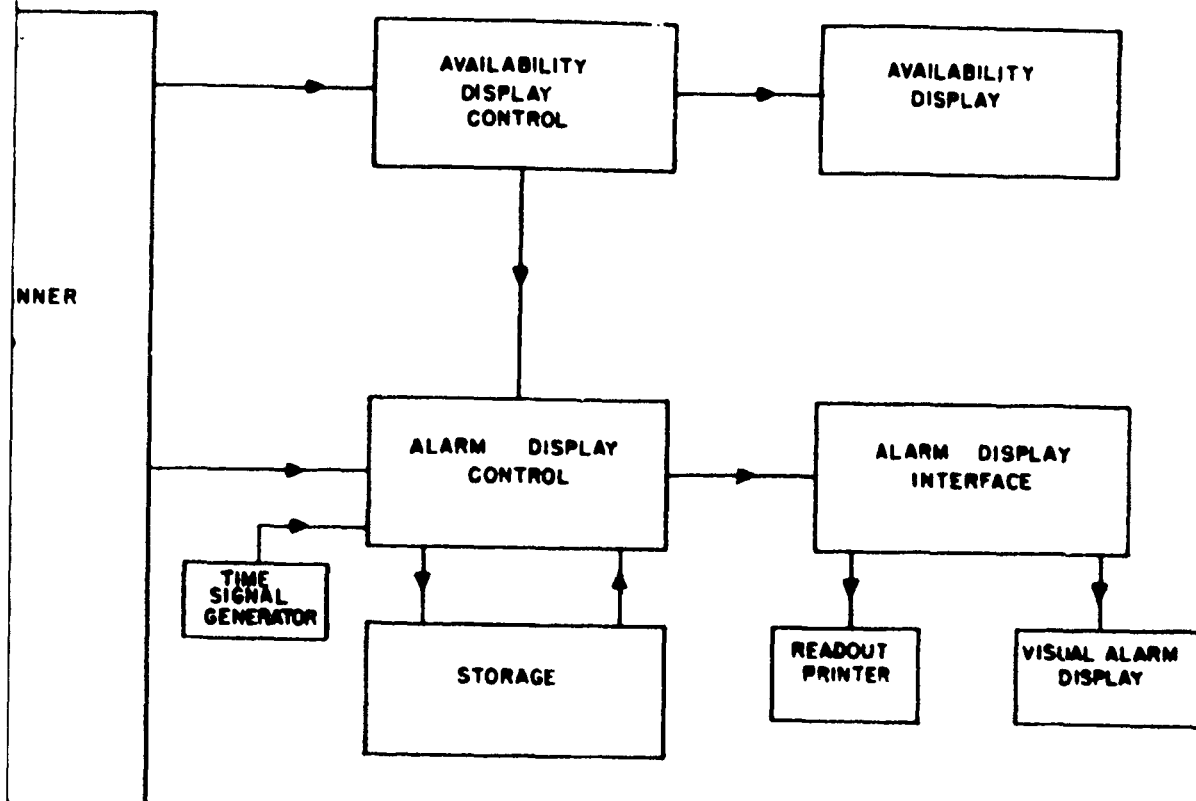 AVAILABILITY
DISPLAY
CONTROL
AVAILABILITY
DISPLAY
NNER
ALARM DISPLAY
CONTROL
ALARM DISPLAY
INTERFACE
TIME
SIGNAL
GENERATOR
STORAGE
READOUT
PRINTER
VISUAL ALARM
DISPLAY